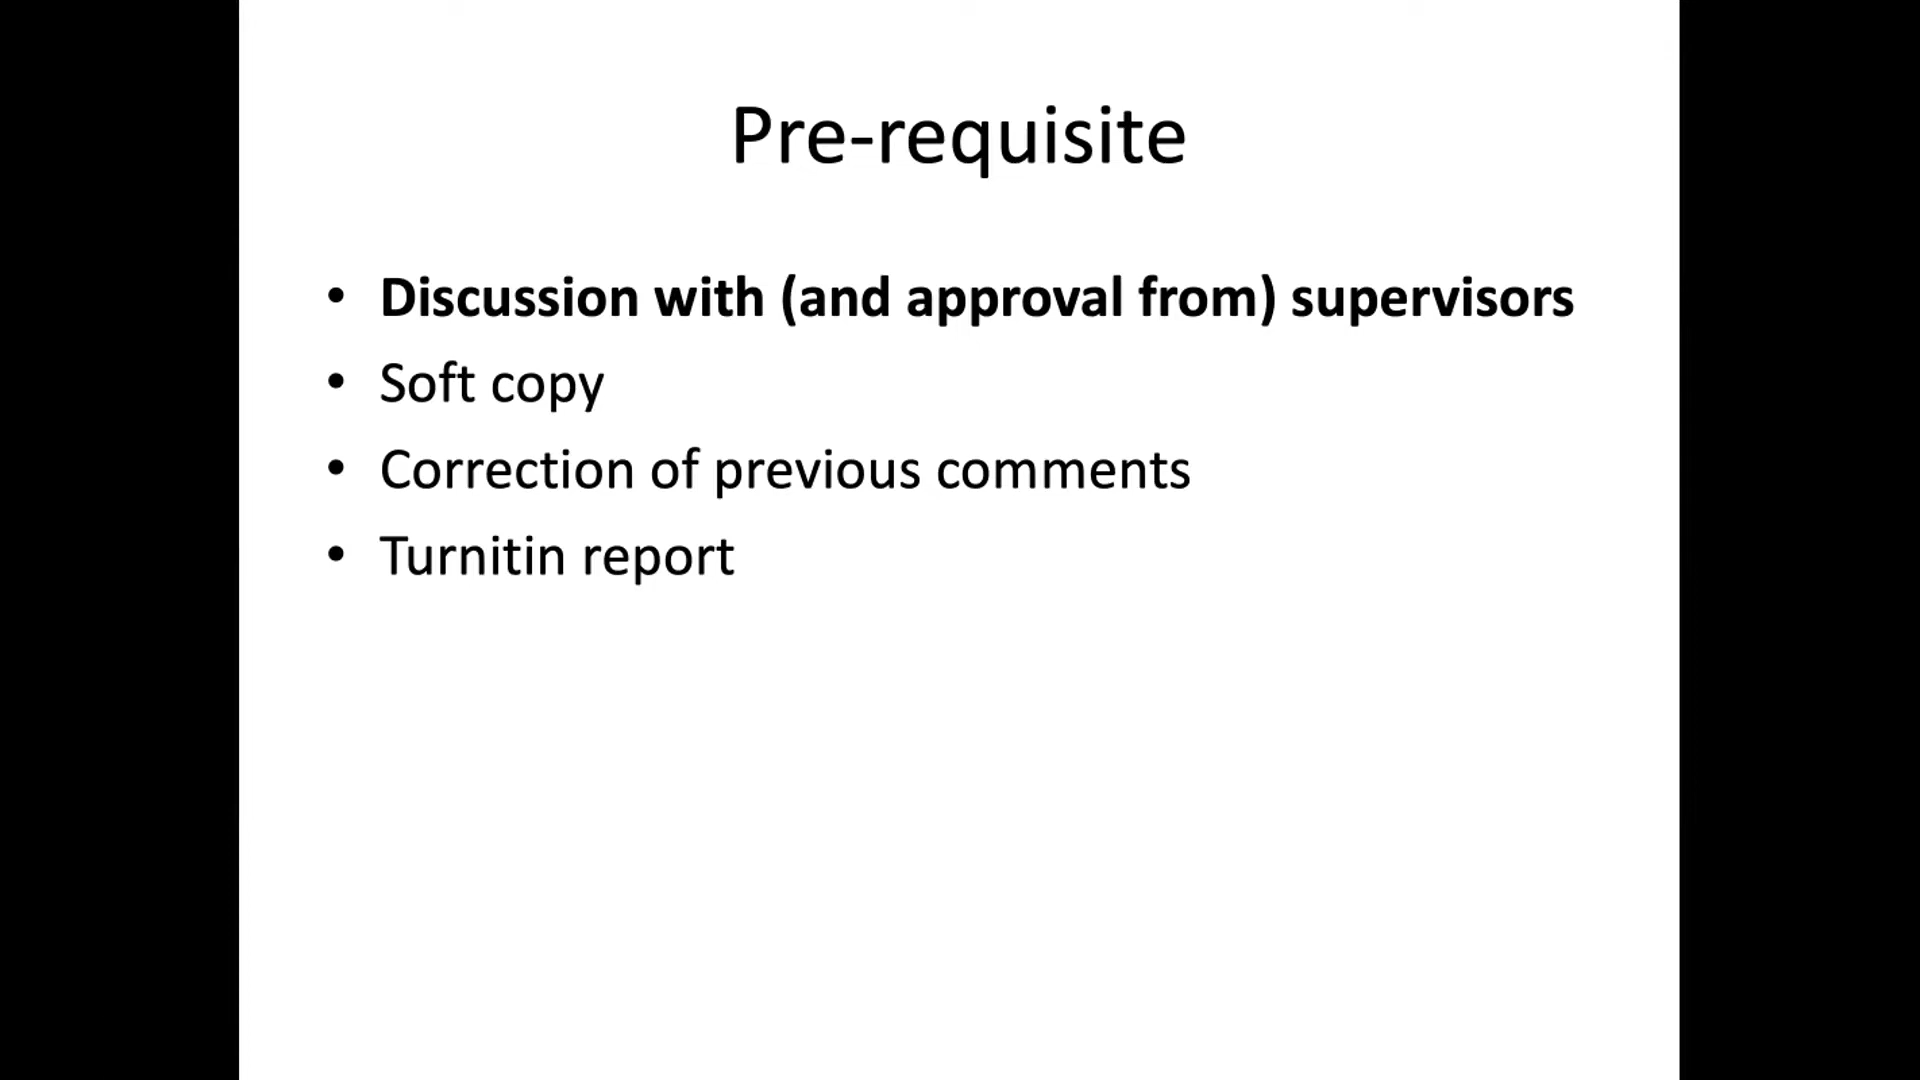 Pre-requisite
• Discussion with (and approval from) supervisors
• Soft copy
• Correction of previous comments
• Turnitin report